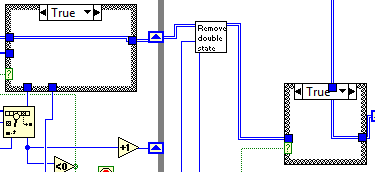 True
Remove
double
state
True
?
?
+1
<0